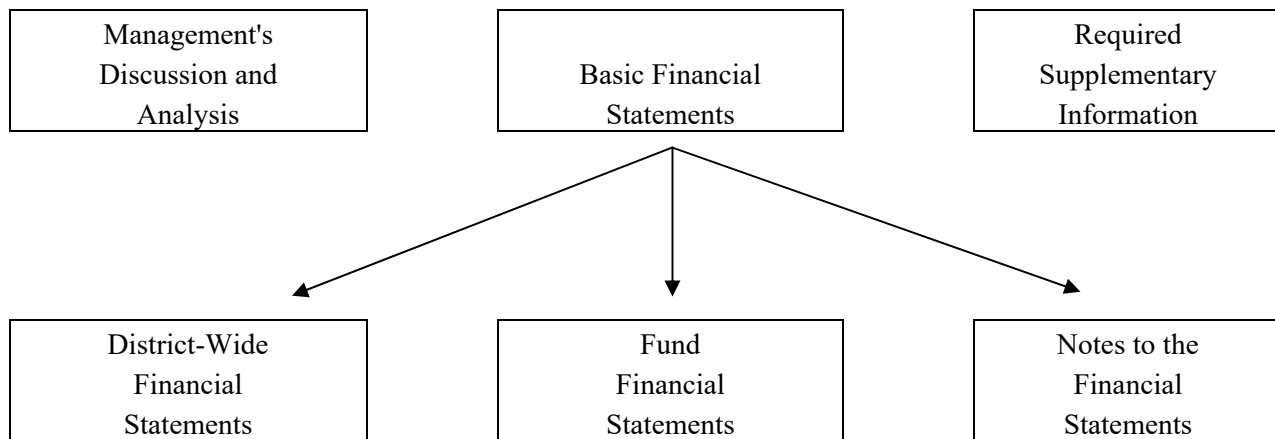 Management's
Discussion and
Analysis
Basic Financial
Statements
Required
Supplementary
Information
District-Wide
Financial
Statements
Fund
Financial
Statements
Notes to the
Financial
Statements